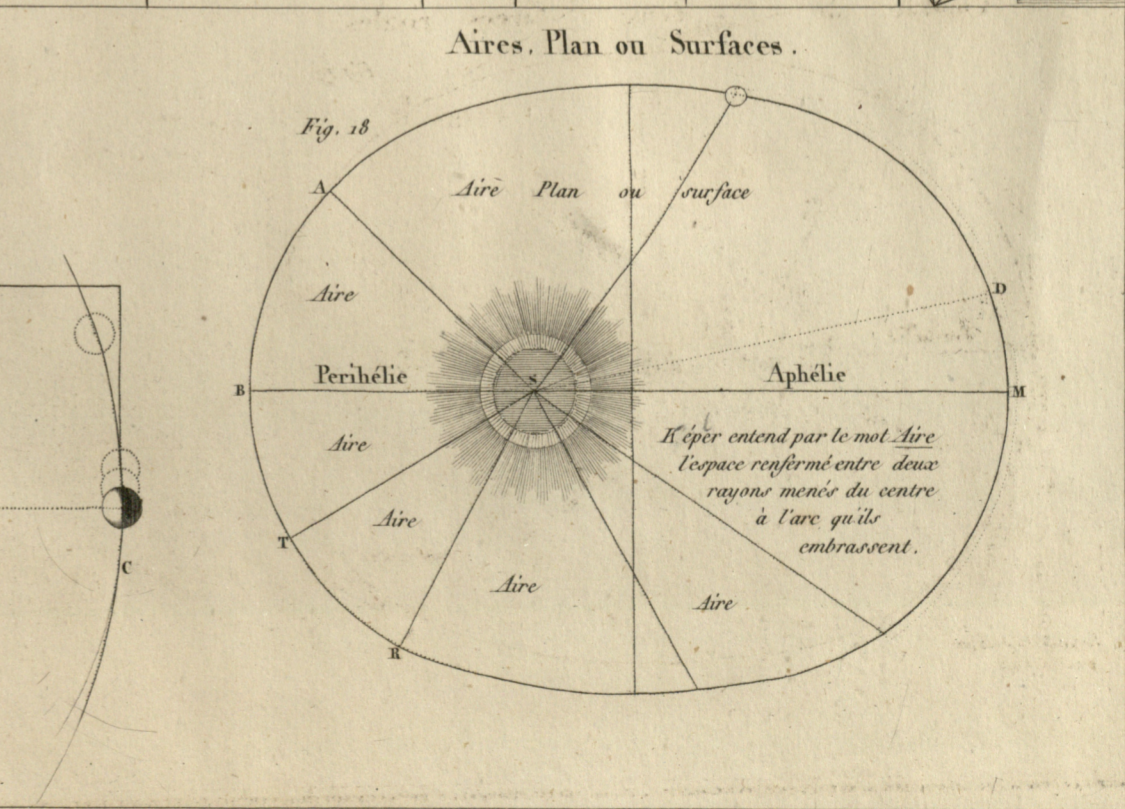 Aires, Plan ou Surfaces.
Fig. 18
A
Aire Plan ou surface
D
Aire
Perihélie
Aphélie
B
S
M
Aire
Képer entend par le mot Aire
l'espace renfermé entre deux
rayons menés du centre
à l'arc qu'ils
embrassent.
Aire
T
C
Aire
Aire
R